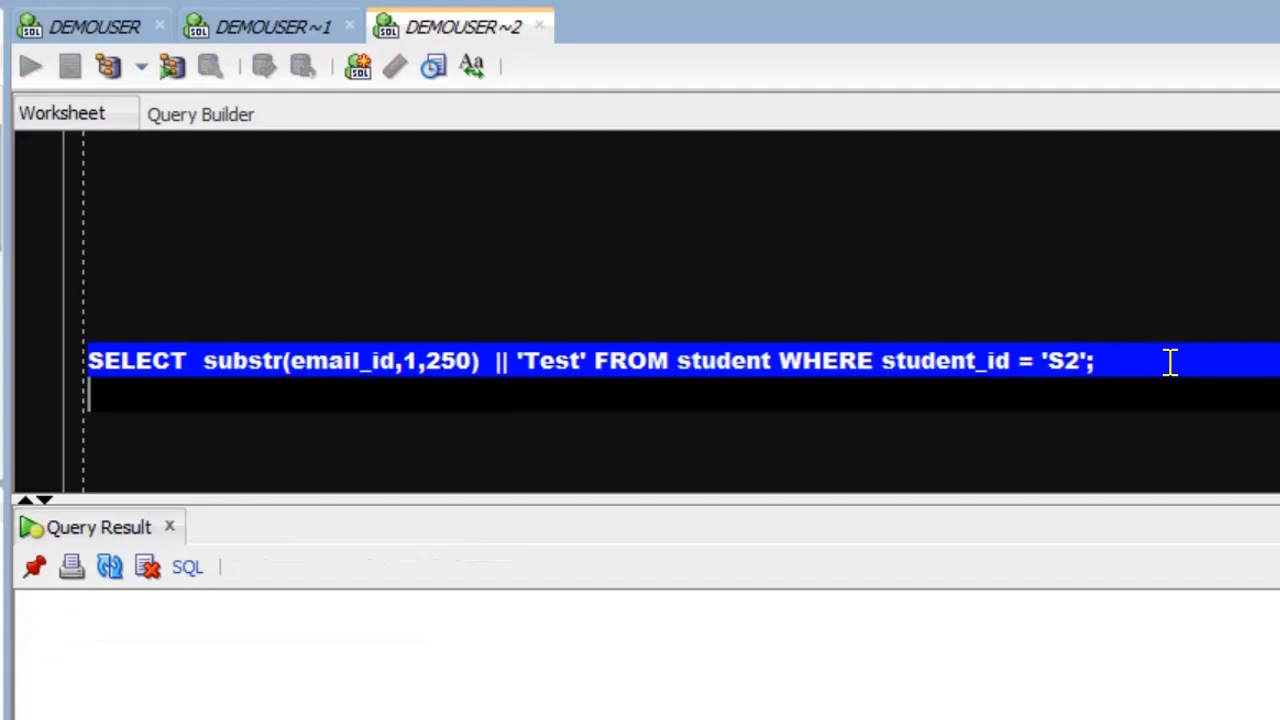 DEMOUSER DEMOUSER~1 DEMOUSER~2
Worksheet Query Builder
SELECT  substr(email_id,1,250)  || 'Test' FROM student WHERE student_id = 'S2';
Query Result
SQL